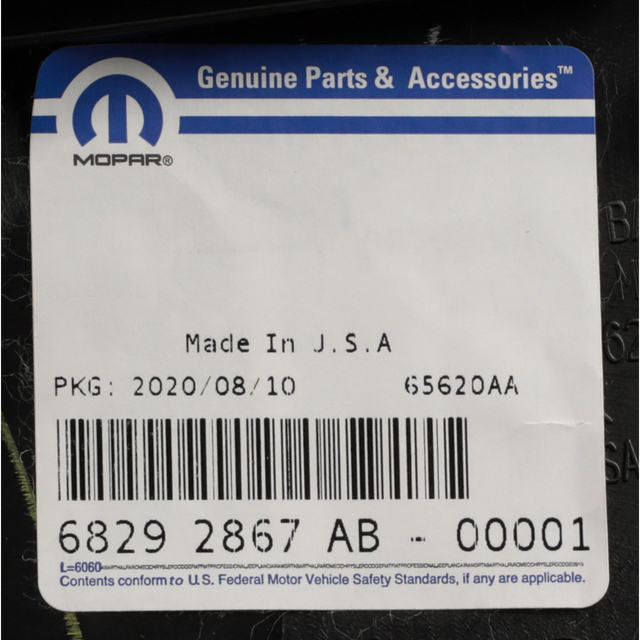 Genuine Parts & Accessories™
MOPAR®
Made In U.S.A
PKG: 2020/08/10 65620AA
6829 2867 AB - 00001
L=6060
Contents conform to U.S. Federal Motor Vehicle Safety Standards, if any are applicable.